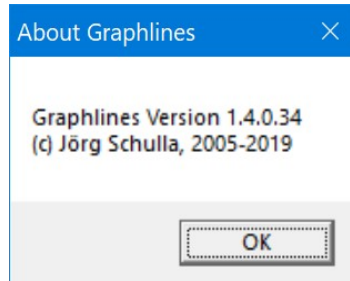 About Graphlines
Graphlines Version 1.4.0.34
(c) Jörg Schulla, 2005-2019
OK